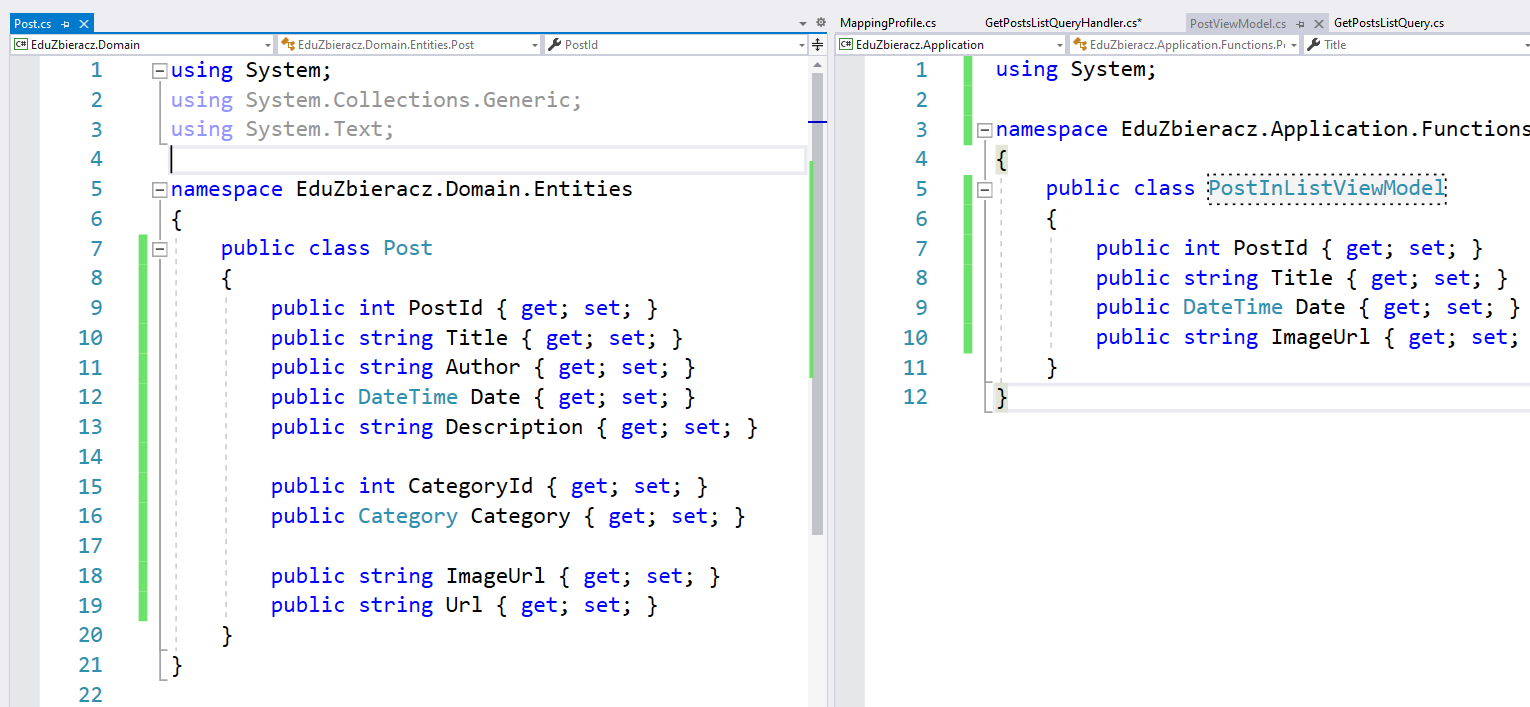 Post.cs
EduZbieracz.Domain EduZbieracz.Domain.Entities.Post PostId
1 using System;
2 using System.Collections.Generic;
3 using System.Text;
4
5 namespace EduZbieracz.Domain.Entities
6 {
7 public class Post
8 {
9 public int PostId { get; set; }
10 public string Title { get; set; }
11 public string Author { get; set; }
12 public DateTime Date { get; set; }
13 public string Description { get; set; }
14
15 public int CategoryId { get; set; }
16 public Category Category { get; set; }
17
18 public string ImageUrl { get; set; }
19 public string Url { get; set; }
20 }
21 }
22
MappingProfile.cs GetPostsListQueryHandler.cs* PostViewModel.cs GetPostsListQuery.cs
C# EduZbieracz.Application EduZbieracz.Application.Functions.P Title
1 using System;
2
3 namespace EduZbieracz.Application.Functions
4 {
5 public class PostInListViewModel
6 {
7 public int PostId { get; set; }
8 public string Title { get; set; }
9 public DateTime Date { get; set; }
10 public string ImageUrl { get; set;
11 }
12 }